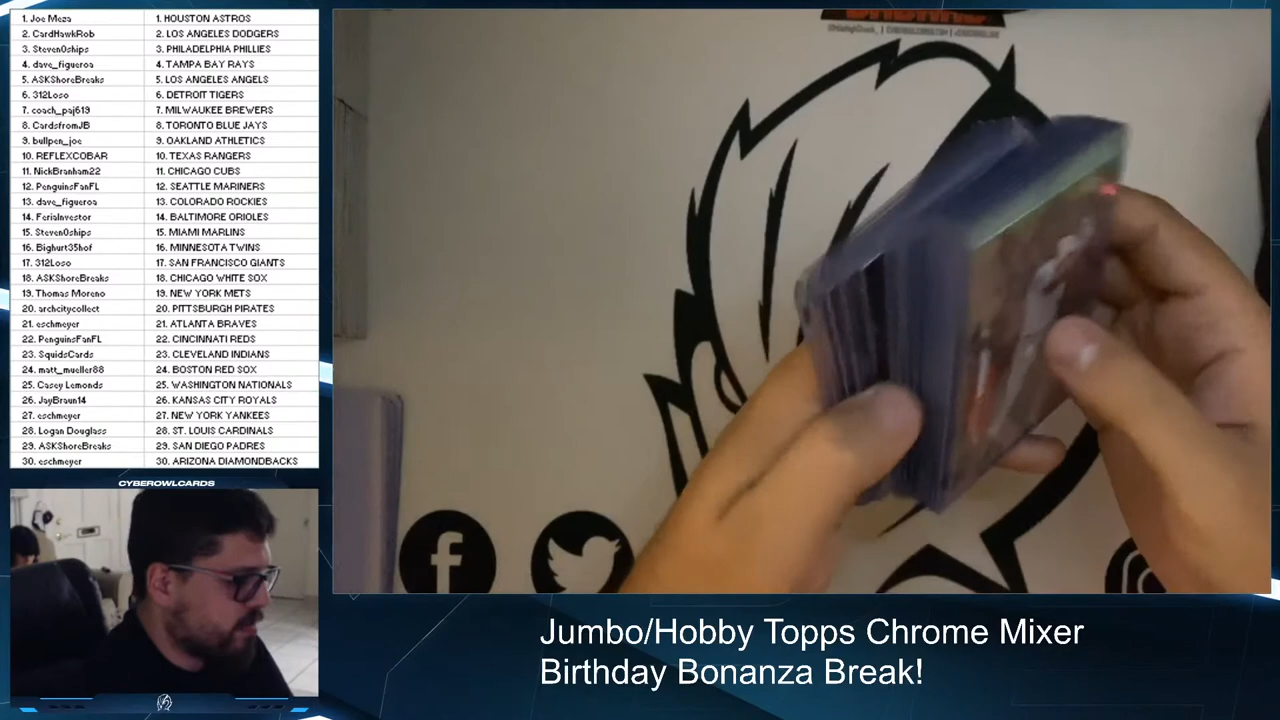 1. Joe Meza 1. HOUSTON ASTROS
2. CardHawkRob 2. LOS ANGELES DODGERS
3. Steven0ships 3. PHILADELPHIA PHILLIES
4. dave_figueroa 4. TAMPA BAY RAYS
5. ASKShoreBreaks 5. LOS ANGELES ANGELS
6. 312Loso 6. DETROIT TIGERS
7. coach_paj619 7. MILWAUKEE BREWERS
8. CardsfromJB 8. TORONTO BLUE JAYS
9. bullpen_joe 9. OAKLAND ATHLETICS
10. REFLEXCOBAR 10. TEXAS RANGERS
11. NickBranham22 11. CHICAGO CUBS
12. PenguinsFanFL 12. SEATTLE MARINERS
13. dave_figueroa 13. COLORADO ROCKIES
14. FeriaInvestor 14. BALTIMORE ORIOLES
15. Steven0ships 15. MIAMI MARLINS
16. Bighurt35hof 16. MINNESOTA TWINS
17. 312Loso 17. SAN FRANCISCO GIANTS
18. ASKShoreBreaks 18. CHICAGO WHITE SOX
19. Thomas Moreno 19. NEW YORK METS
20. archcitycollect 20. PITTSBURGH PIRATES
21. eschmeyer 21. ATLANTA BRAVES
22. PenguinsFanFL 22. CINCINNATI REDS
23. SquidsCards 23. CLEVELAND INDIANS
24. matt_mueller88 24. BOSTON RED SOX
25. Casey Lemonds 25. WASHINGTON NATIONALS
26. JayBraun14 26. KANSAS CITY ROYALS
27. eschmeyer 27. NEW YORK YANKEES
28. Logan Douglass 28. ST. LOUIS CARDINALS
29. ASKShoreBreaks 29. SAN DIEGO PADRES
30. eschmeyer 30. ARIZONA DIAMONDBACKS
CYBEROWLCARDS
Jumbo/Hobby Topps Chrome Mixer
Birthday Bonanza Break!